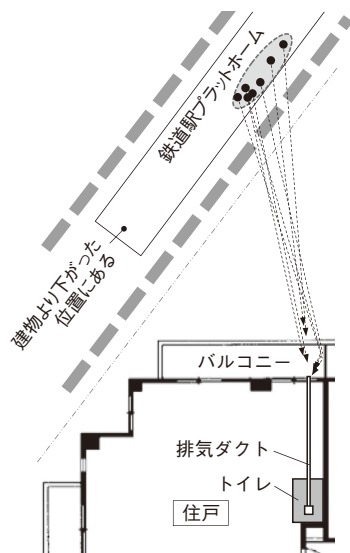 鉄道駅プラットホーム
建物より下がった
位置にある
バルコニー
排気ダクト
トイレ
住戸